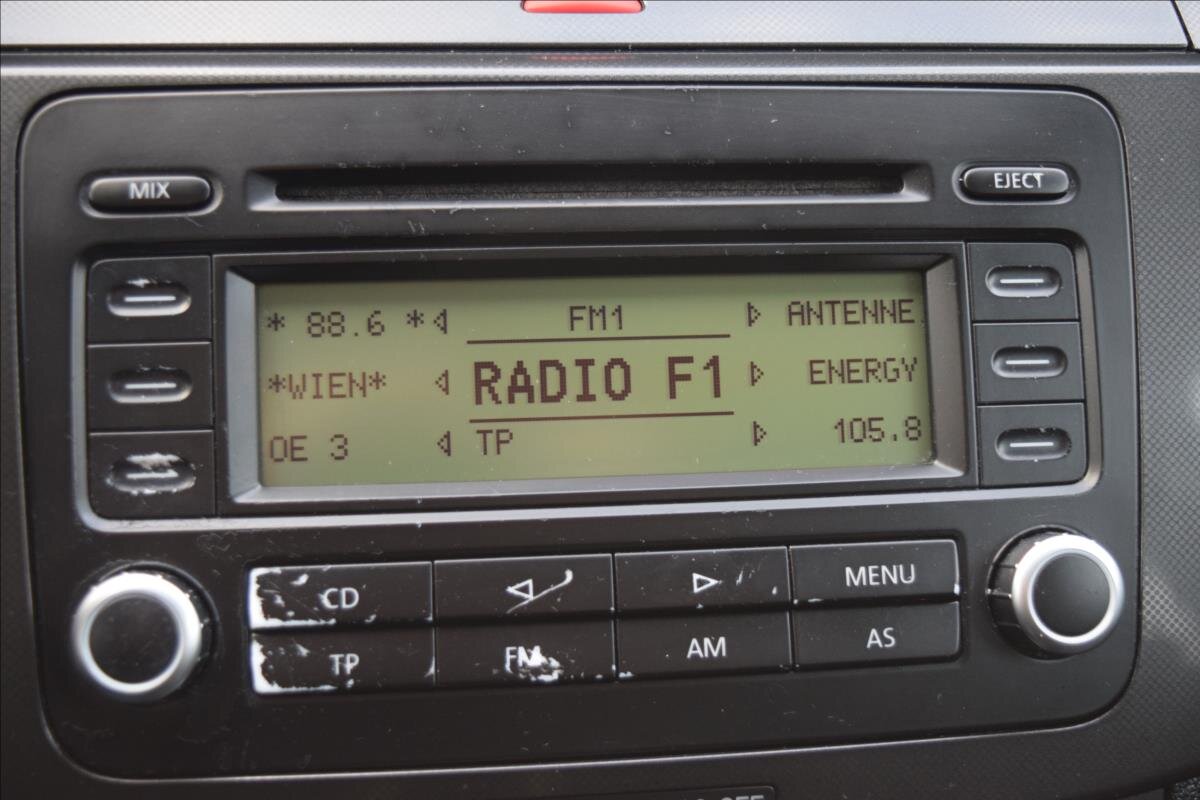 MIX
EJECT
* 88.6 * FM1 ANTENNE
*WIEN* RADIO F1 ENERGY
OE 3 TP 105.8
CD MENU
TP FM AM AS
OFF